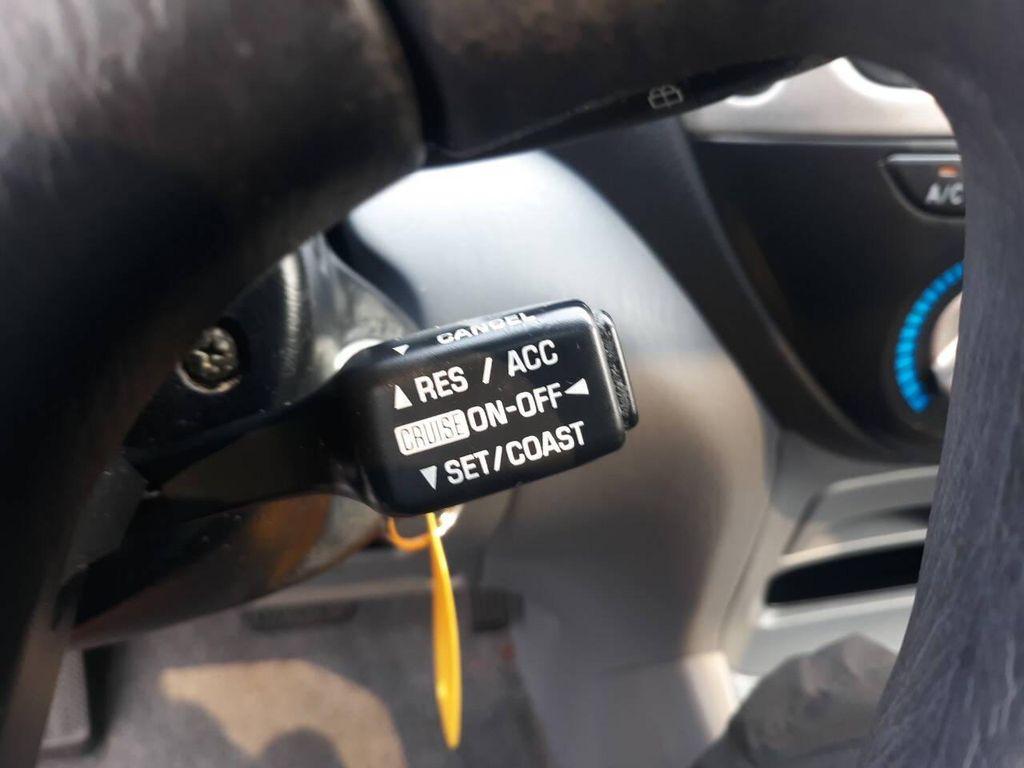 CANCEL
RES / ACC
CRUISE ON-OFF
SET/COAST
A/C